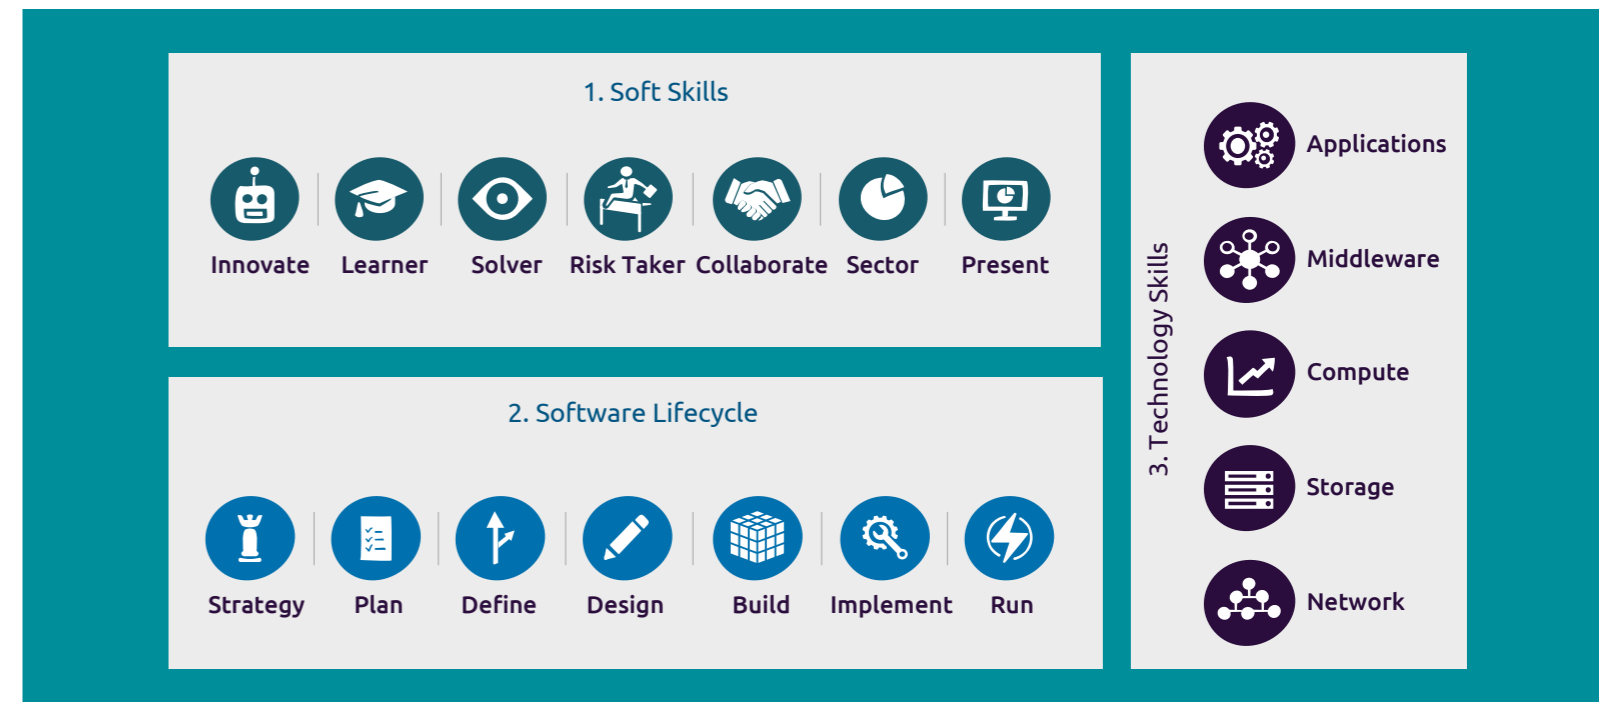 1. Soft Skills
Innovate
Learner
Solver
Risk Taker
Collaborate
Sector
Present
2. Software Lifecycle
Strategy
Plan
Define
Design
Build
Implement
Run
3. Technology Skills
Applications
Middleware
Compute
Storage
Network